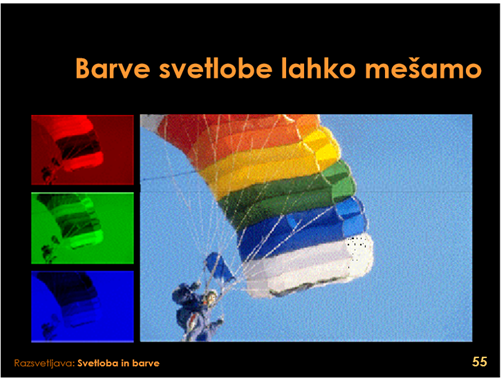 Barve svetlobe lahko mešamo
Razsvetljava: Svetloba in barve
55